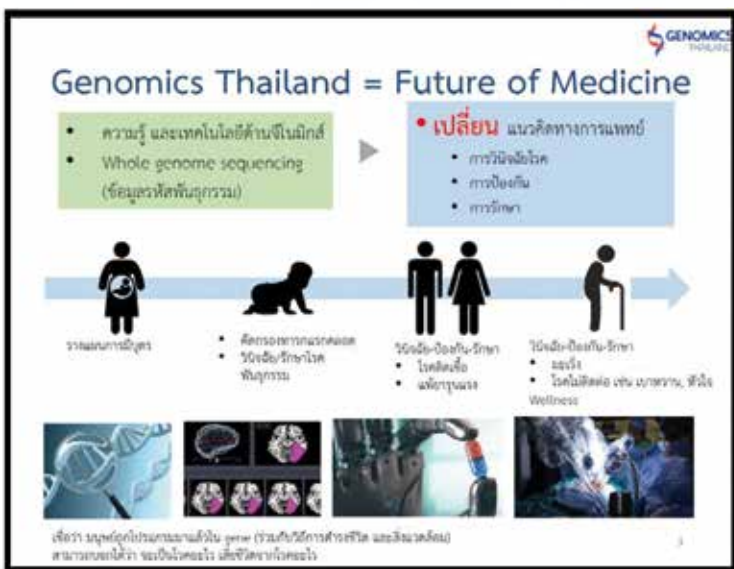 GENOMICS
THAILAND
Genomics Thailand = Future of Medicine
• ความรู้ และเทคโนโลยีด้านจีโนมิกส์
• Whole genome sequencing
(ข้อมูลรหัสพันธุกรรม)
• เปลี่ยน แนวคิดทางการแพทย์
• การวินิจฉัยโรค
• การป้องกัน
• การรักษา
วางแผนการมีบุตร
• คัดกรองทารกแรกคลอด
• วินิจฉัย/รักษาโรค
พันธุกรรม
วินิจฉัย-ป้องกัน-รักษา
• โรคติดเชื้อ
• แพ้ยารุนแรง
วินิจฉัย-ป้องกัน-รักษา
• มะเร็ง
• โรคไม่ติดต่อ เช่น เบาหวาน, หัวใจ
Wellness
เชื่อว่า มนุษย์ถูกโปรแกรมมาแล้วใน gene (ร่วมกับวิถีการดำรงชีวิต และสิ่งแวดล้อม)
สามารถบอกได้ว่า จะเป็นโรคอะไร เสียชีวิตจากโรคอะไร
3